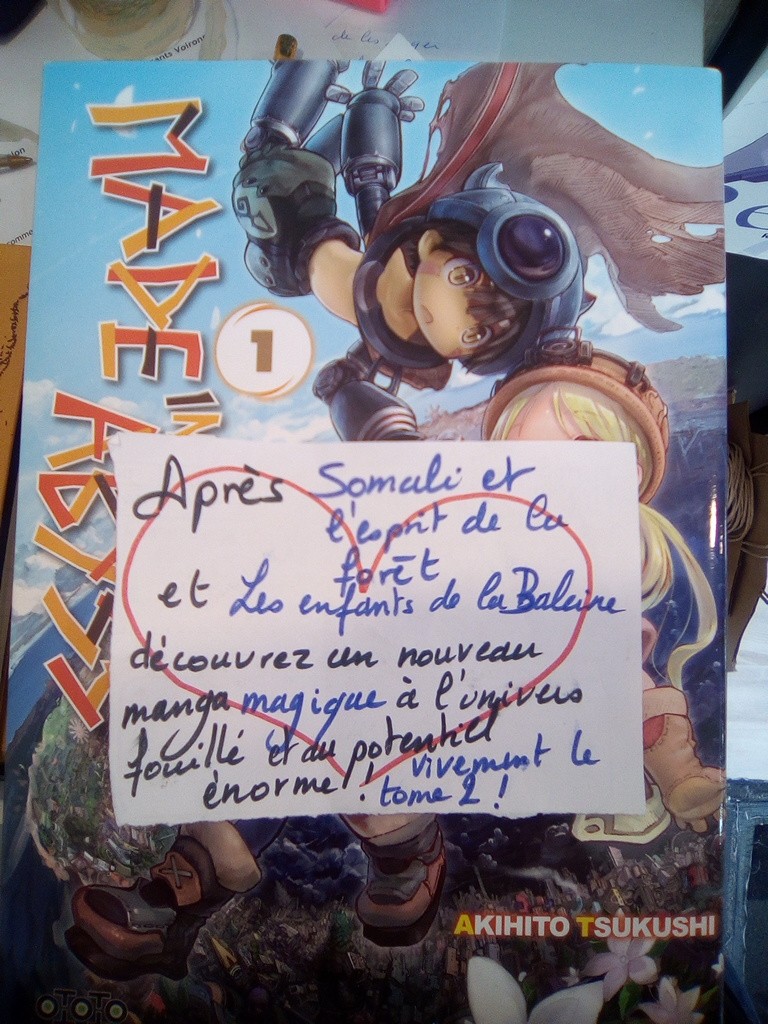 MADE IN ABYSS
1
Après Somali et
l'esprit de la
forêt
et Les enfants de la Baleine
découvrez un nouveau
manga magique à l'univers
fouillé et au potentiel
énorme ! vivement le
tome 2 !
AKIHITO TSUKUSHI
OTOTO